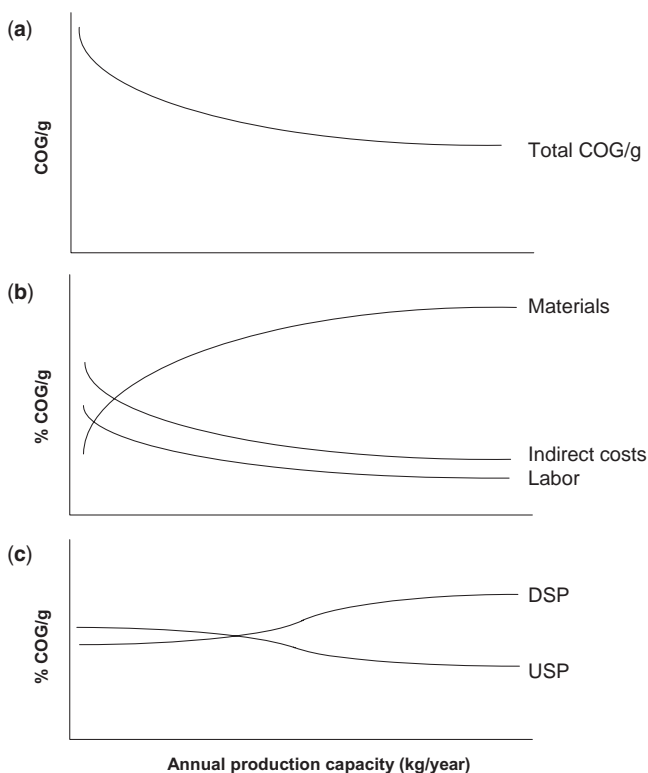 (a)
COG/g
Total COG/g
(b)
% COG/g
Materials
Indirect costs
Labor
(c)
% COG/g
DSP
USP
Annual production capacity (kg/year)